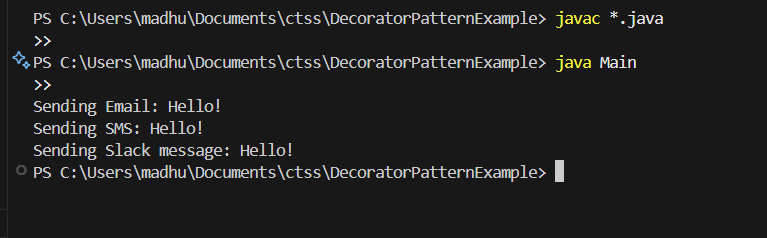 PS C:\Users\madhu\Documents\ctss\DecoratorPatternExample> javac *.java
>>
PS C:\Users\madhu\Documents\ctss\DecoratorPatternExample> java Main
>>
Sending Email: Hello!
Sending SMS: Hello!
Sending Slack message: Hello!
PS C:\Users\madhu\Documents\ctss\DecoratorPatternExample>